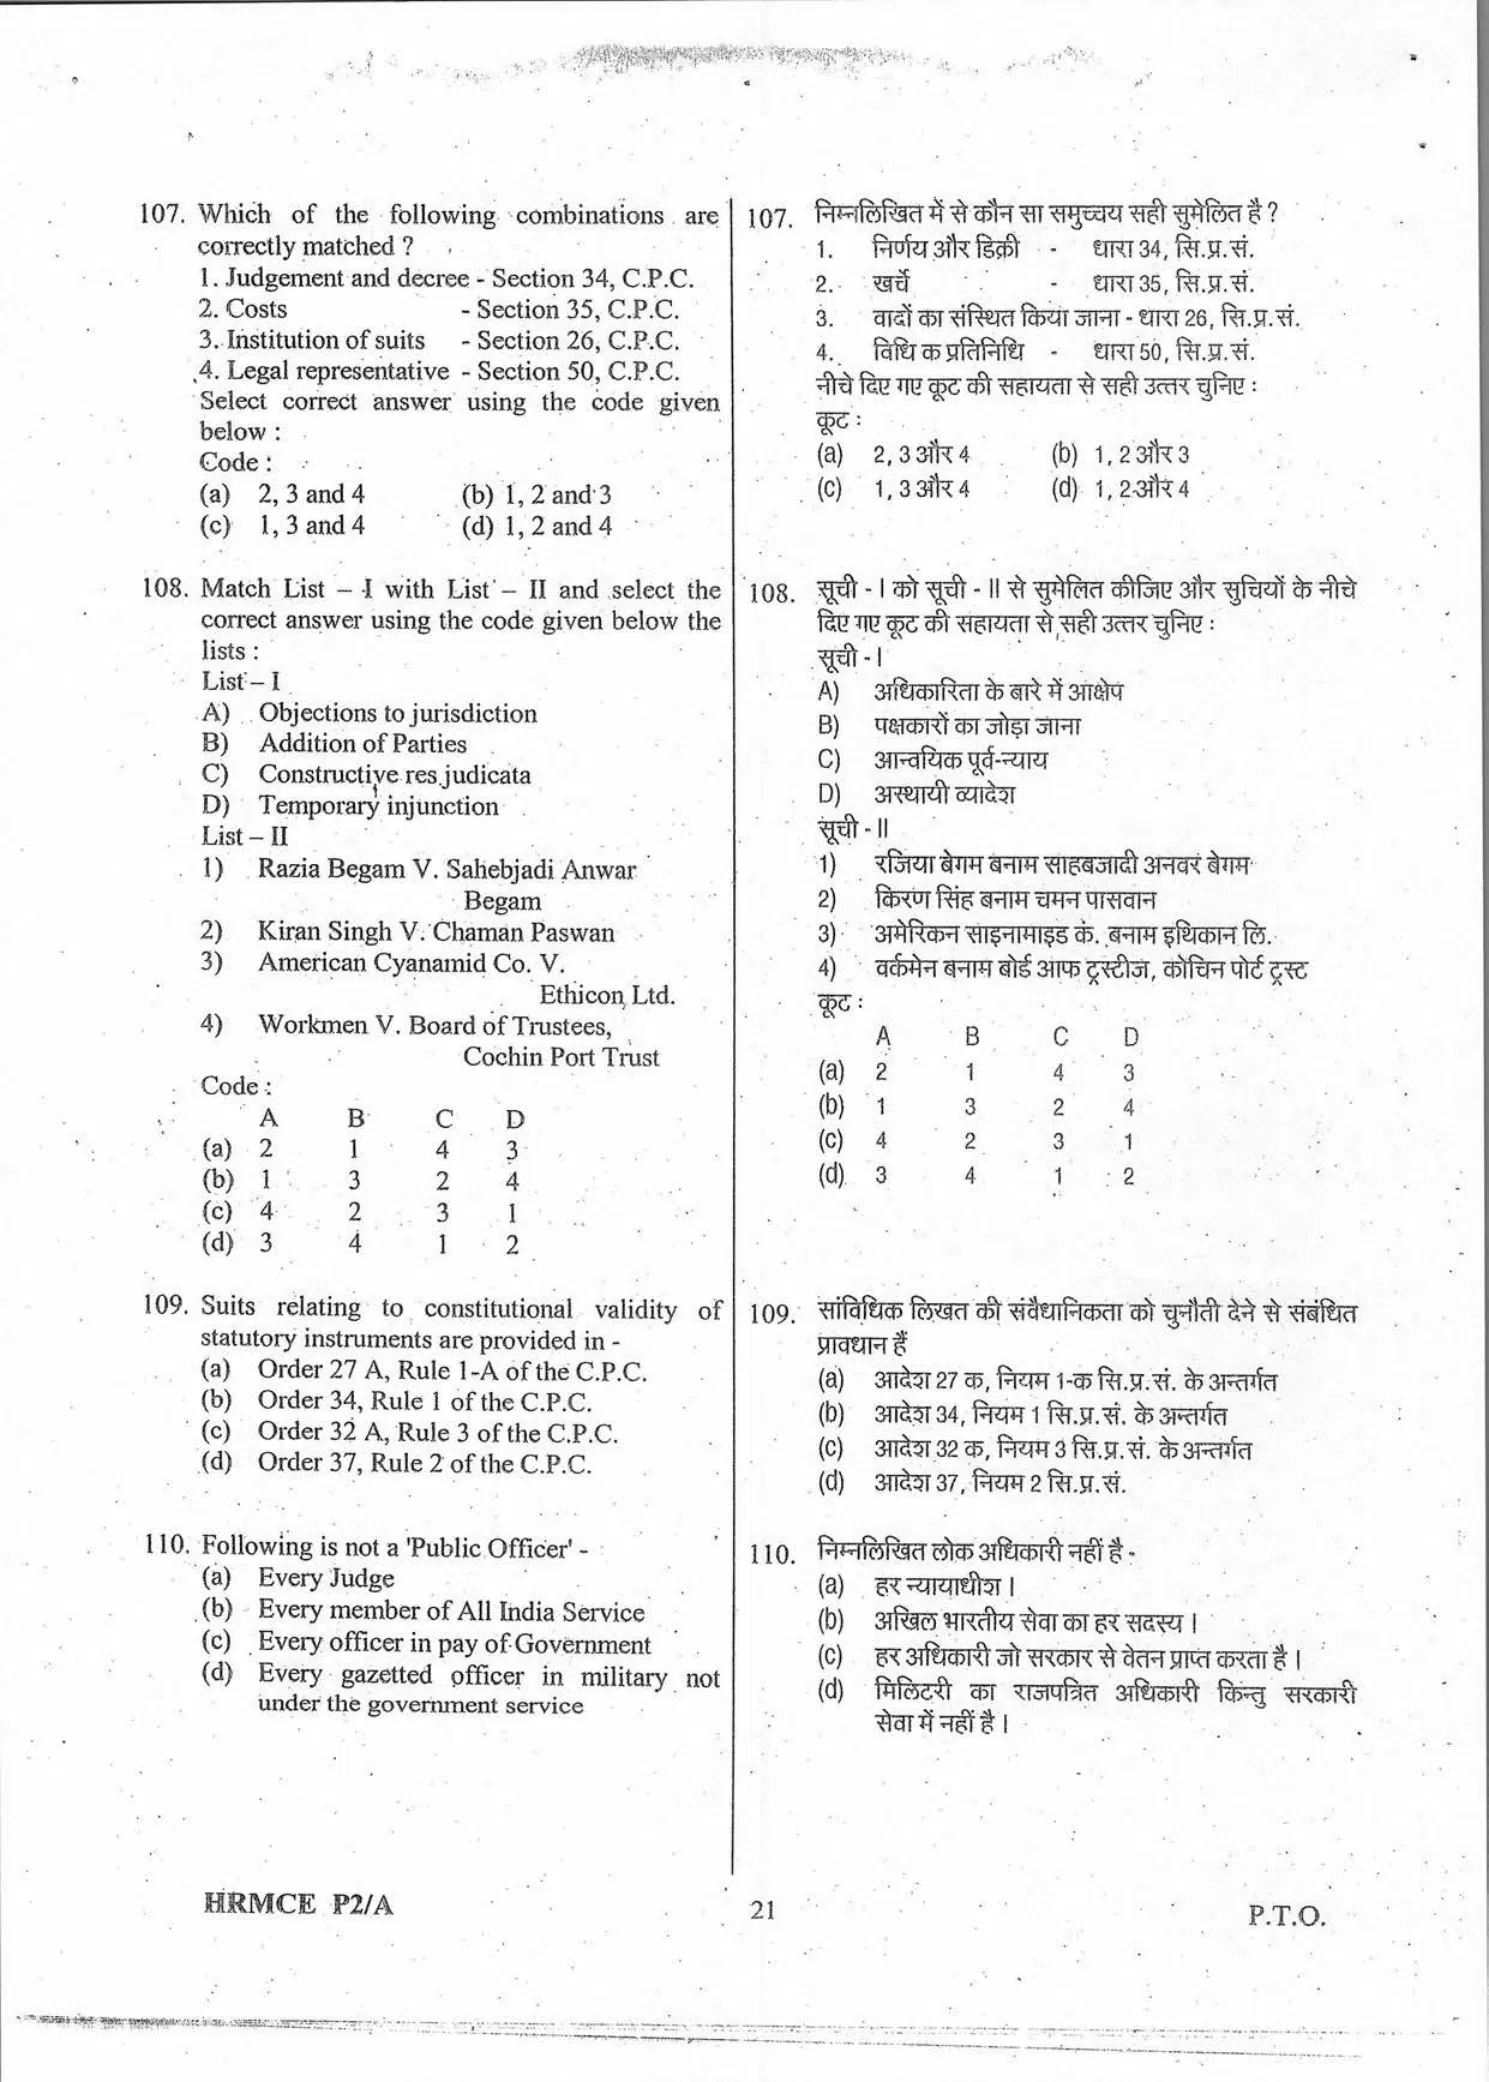 107. Which of the following combinations are
correctly matched ?
1. Judgement and decree - Section 34, C.P.C.
2. Costs - Section 35, C.P.C.
3. Institution of suits - Section 26, C.P.C.
4. Legal representative - Section 50, C.P.C.
Select correct answer using the code given
below :
Code :
(a) 2, 3 and 4 (b) 1, 2 and 3
(c) 1, 3 and 4 (d) 1, 2 and 4
108. Match List – I with List – II and select the
correct answer using the code given below the
lists :
List – I
A) Objections to jurisdiction
B) Addition of Parties
C) Constructive res judicata
D) Temporary injunction
List – II
1) Razia Begam V. Sahebjadi Anwar
Begam
2) Kiran Singh V. Chaman Paswan
3) American Cyanamid Co. V.
Ethicon Ltd.
4) Workmen V. Board of Trustees,
Cochin Port Trust
Code :
A B C D
(a) 2 1 4 3
(b) 1 3 2 4
(c) 4 2 3 1
(d) 3 4 1 2
109. Suits relating to constitutional validity of
statutory instruments are provided in -
(a) Order 27 A, Rule 1-A of the C.P.C.
(b) Order 34, Rule 1 of the C.P.C.
(c) Order 32 A, Rule 3 of the C.P.C.
(d) Order 37, Rule 2 of the C.P.C.
110. Following is not a 'Public Officer' -
(a) Every Judge
(b) Every member of All India Service
(c) Every officer in pay of Government
(d) Every gazetted officer in military not
under the government service
107. निम्नलिखित में से कौन सा समुच्चय सही सुमेलित है ?
1. निर्णय और डिक्री - धारा 34, सि.प्र.सं.
2. खर्चे - धारा 35, सि.प्र.सं.
3. वादों का संस्थित किया जाना - धारा 26, सि.प्र.सं.
4. विधि क प्रतिनिधि - धारा 50, सि.प्र.सं.
नीचे दिए गए कूट की सहायता से सही उत्तर चुनिए :
कूट :
(a) 2, 3 और 4 (b) 1, 2 और 3
(c) 1, 3 और 4 (d) 1, 2 और 4
108. सूची - I को सूची - II से सुमेलित कीजिए और सुचियों के नीचे
दिए गए कूट की सहायता से सही उत्तर चुनिए :
सूची - I
A) अधिकारिता के बारे में आक्षेप
B) पक्षकारों का जोड़ा जाना
C) आन्वयिक पूर्व-न्याय
D) अस्थायी व्यादेश
सूची - II
1) रजिया बेगम बनाम साहबजादी अनवर बेगम
2) किरण सिंह बनाम चमन पासवान
3) अमेरिकन साइनामाइड कं. बनाम इथिकान लि.
4) वर्कमेन बनाम बोर्ड आफ ट्रस्टीज, कोचिन पोर्ट ट्रस्ट
कूट :
A B C D
(a) 2 1 4 3
(b) 1 3 2 4
(c) 4 2 3 1
(d) 3 4 1 2
109. सांविधिक लिखत की संवैधानिकता को चुनौती देने से संबंधित
प्रावधान हैं
(a) आदेश 27 क, नियम 1-क सि.प्र.सं. के अन्तर्गत
(b) आदेश 34, नियम 1 सि.प्र.सं. के अन्तर्गत
(c) आदेश 32 क, नियम 3 सि.प्र.सं. के अन्तर्गत
(d) आदेश 37, नियम 2 सि.प्र.सं.
110. निम्नलिखित लोक अधिकारी नहीं है -
(a) हर न्यायाधीश।
(b) अखिल भारतीय सेवा का हर सदस्य।
(c) हर अधिकारी जो सरकार से वेतन प्राप्त करता है।
(d) मिलिटरी का राजपत्रित अधिकारी किन्तु सरकारी
सेवा में नहीं है।
HRMCE P2/A
21
P.T.O.